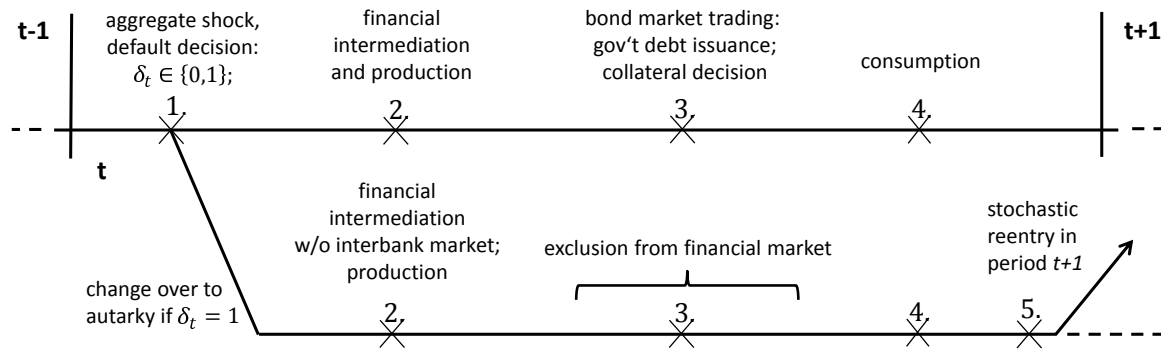 t-1
aggregate shock,
default decision:
δₜ ∈ {0,1};
financial
intermediation
and production
bond market trading:
gov't debt issuance;
collateral decision
consumption
t+1
1.
2.
3.
4.
t
financial
intermediation
w/o interbank market;
production
exclusion from financial market
stochastic
reentry in
period t+1
change over to
autarky if δₜ = 1
2.
3.
4.
5.